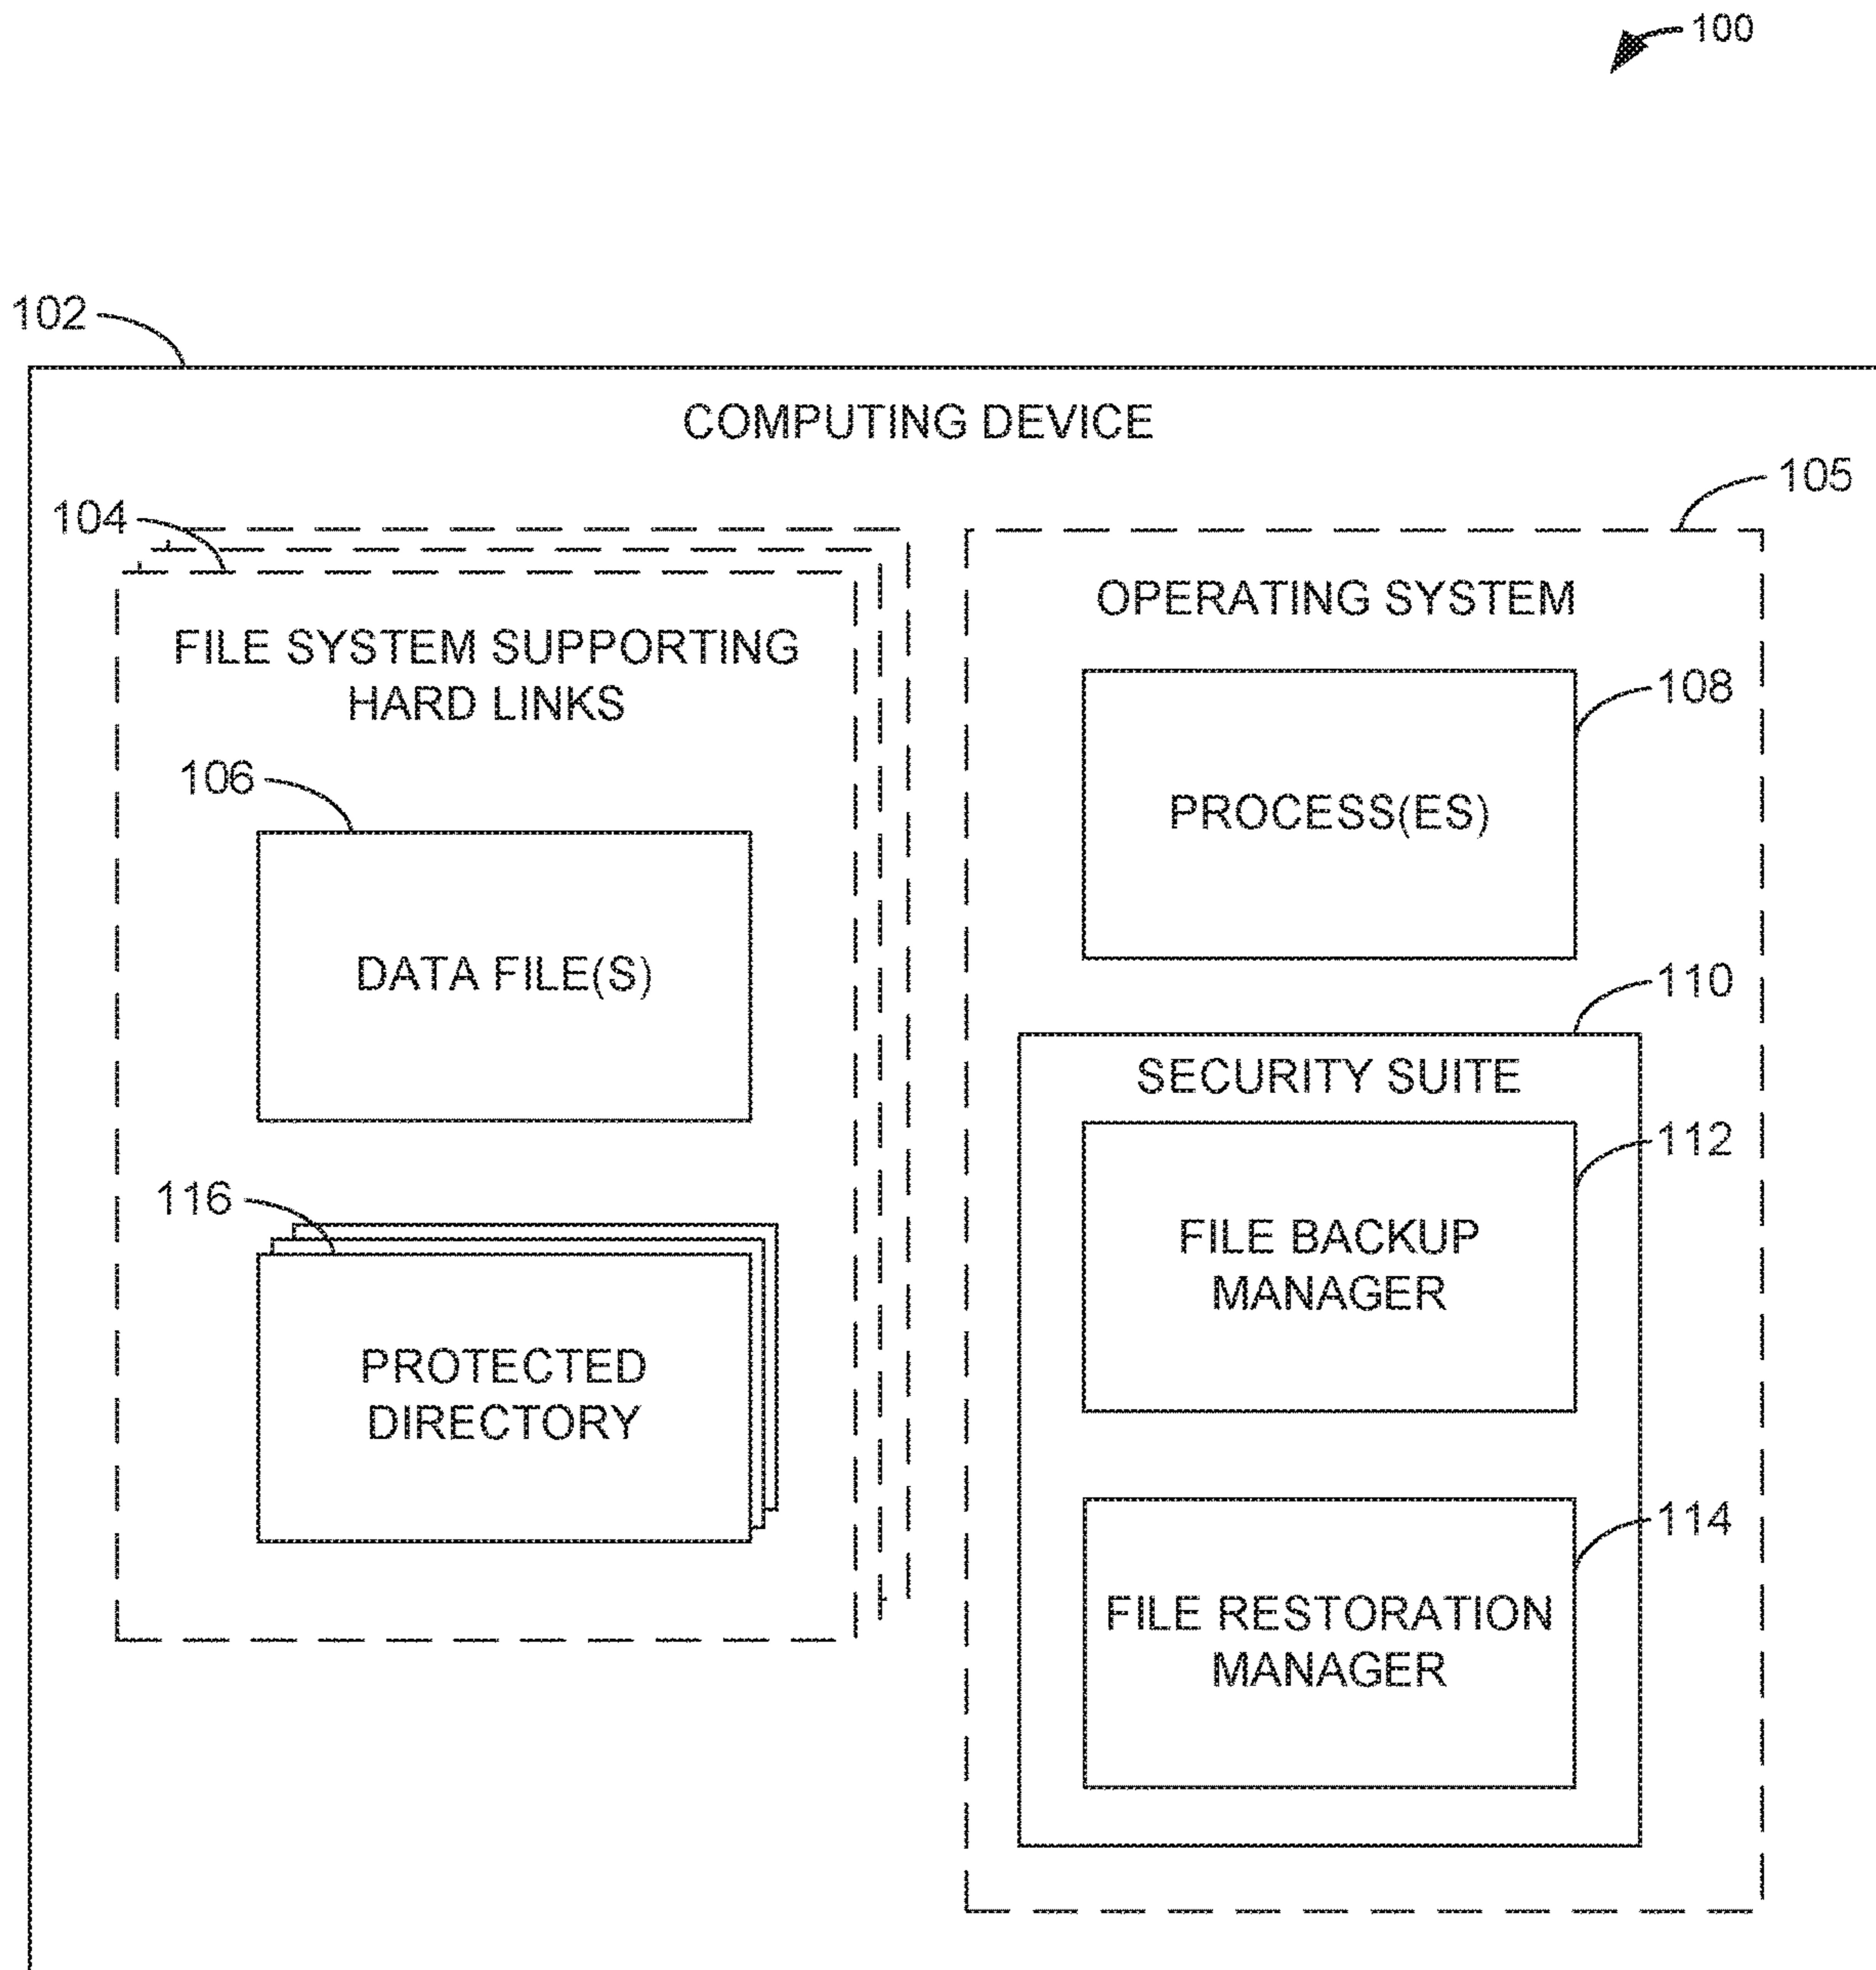 100
102
COMPUTING DEVICE
104
105
FILE SYSTEM SUPPORTING
HARD LINKS
OPERATING SYSTEM
106
108
DATA FILE(S)
PROCESS(ES)
110
SECURITY SUITE
116
112
PROTECTED
DIRECTORY
FILE BACKUP
MANAGER
114
FILE RESTORATION
MANAGER